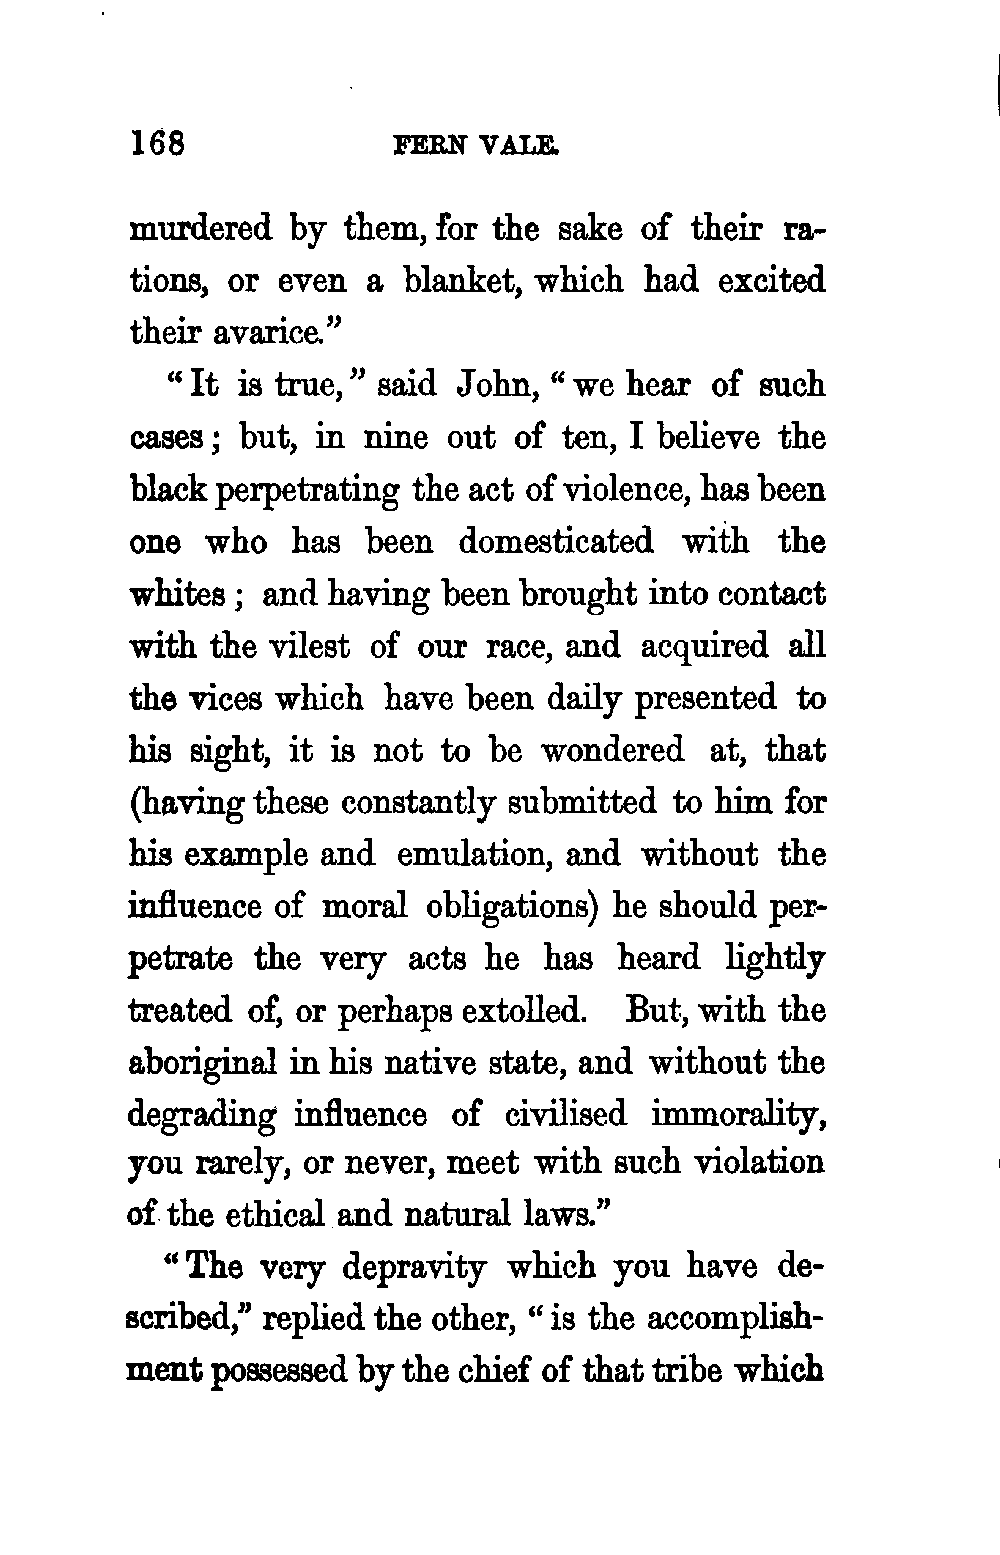 168 FERN VALE.
murdered by them, for the sake of their ra-
tions, or even a blanket, which had excited
their avarice."
"It is true," said John, "we hear of such
cases; but, in nine out of ten, I believe the
black perpetrating the act of violence, has been
one who has been domesticated with the
whites; and having been brought into contact
with the vilest of our race, and acquired all
the vices which have been daily presented to
his sight, it is not to be wondered at, that
(having these constantly submitted to him for
his example and emulation, and without the
influence of moral obligations) he should per-
petrate the very acts he has heard lightly
treated of, or perhaps extolled. But, with the
aboriginal in his native state, and without the
degrading influence of civilised immorality,
you rarely, or never, meet with such violation
of the ethical and natural laws."
"The very depravity which you have de-
scribed," replied the other, "is the accomplish-
ment possessed by the chief of that tribe which